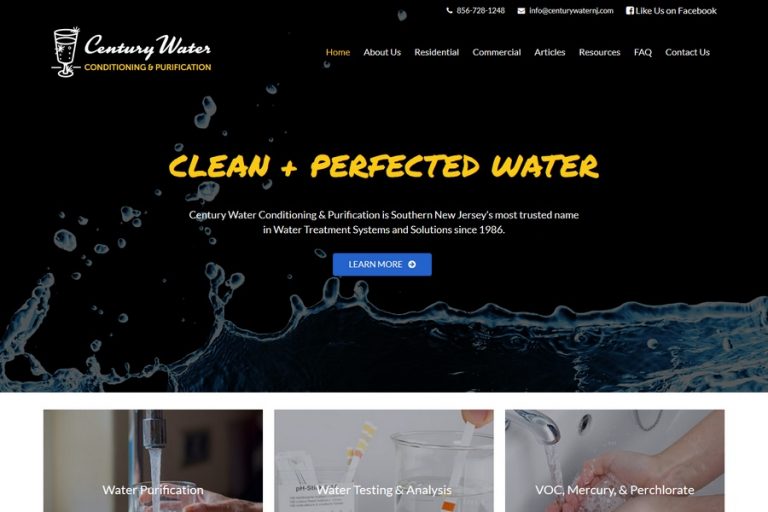 856-728-1248 info@centurywaternj.com Like Us on Facebook
Century Water
CONDITIONING & PURIFICATION
Home About Us Residential Commercial Articles Resources FAQ Contact Us
CLEAN + PERFECTED WATER
Century Water Conditioning & Purification is Southern New Jersey's most trusted name
in Water Treatment Systems and Solutions since 1986.
LEARN MORE
Water Purification
Water Testing & Analysis
VOC, Mercury, & Perchlorate